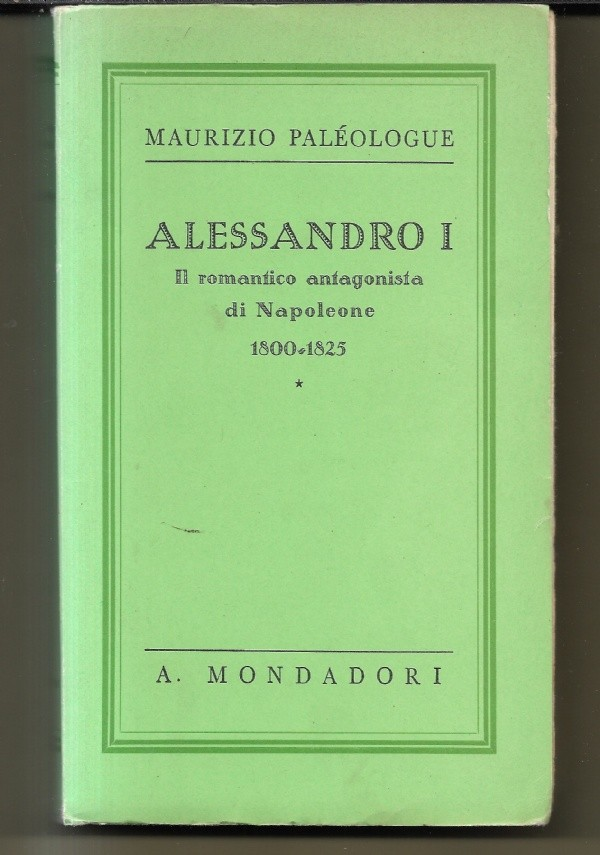 MAURIZIO PALÉOLOGUE
ALESSANDRO I
Il romantico antagonista
di Napoleone
1800-1825
★
A. MONDADORI